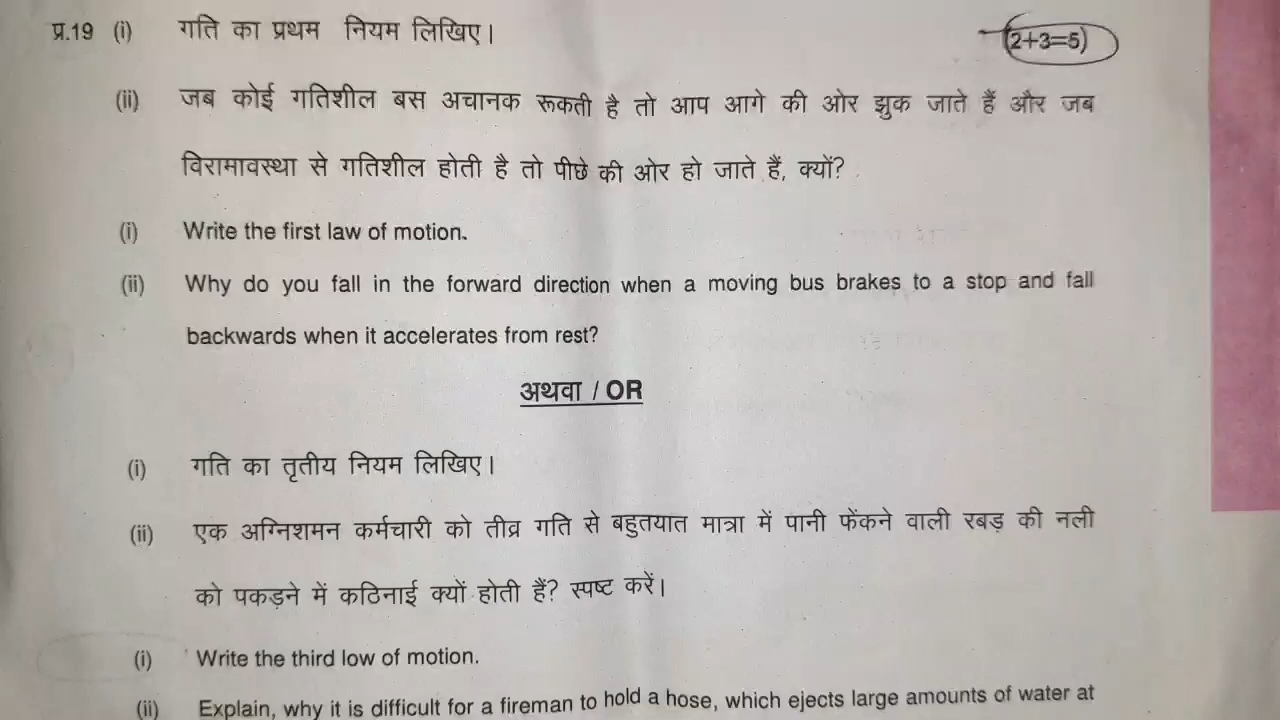 प्र.19 (i) गति का प्रथम नियम लिखिए। (2+3=5)
(ii) जब कोई गतिशील बस अचानक रूकती है तो आप आगे की ओर झुक जाते हैं और जब
विरामावस्था से गतिशील होती है तो पीछे की ओर हो जाते हैं, क्यों?
(i) Write the first law of motion.
(ii) Why do you fall in the forward direction when a moving bus brakes to a stop and fall
backwards when it accelerates from rest?
अथवा / OR
(i) गति का तृतीय नियम लिखिए।
(ii) एक अग्निशमन कर्मचारी को तीव्र गति से बहुतयात मात्रा में पानी फेंकने वाली रबड़ की नली
को पकड़ने में कठिनाई क्यों होती हैं? स्पष्ट करें।
(i) Write the third low of motion.
(ii) Explain, why it is difficult for a fireman to hold a hose, which ejects large amounts of water at